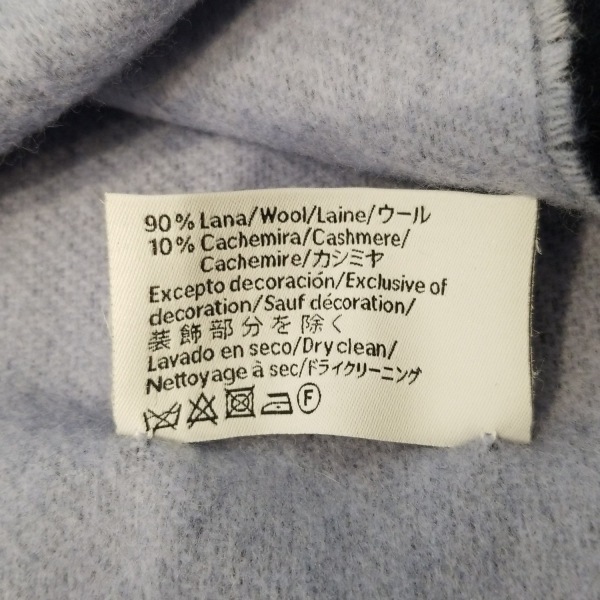 90% Lana/Wool/Laine/ウール
10% Cachemira/Cashmere/
Cachemire/カシミヤ
Excepto decoración/Exclusive of
decoration/Sauf décoration/
装飾部分を除く
Lavado en seco/Dry clean/
Nettoyage à sec/ドライクリーニング
F